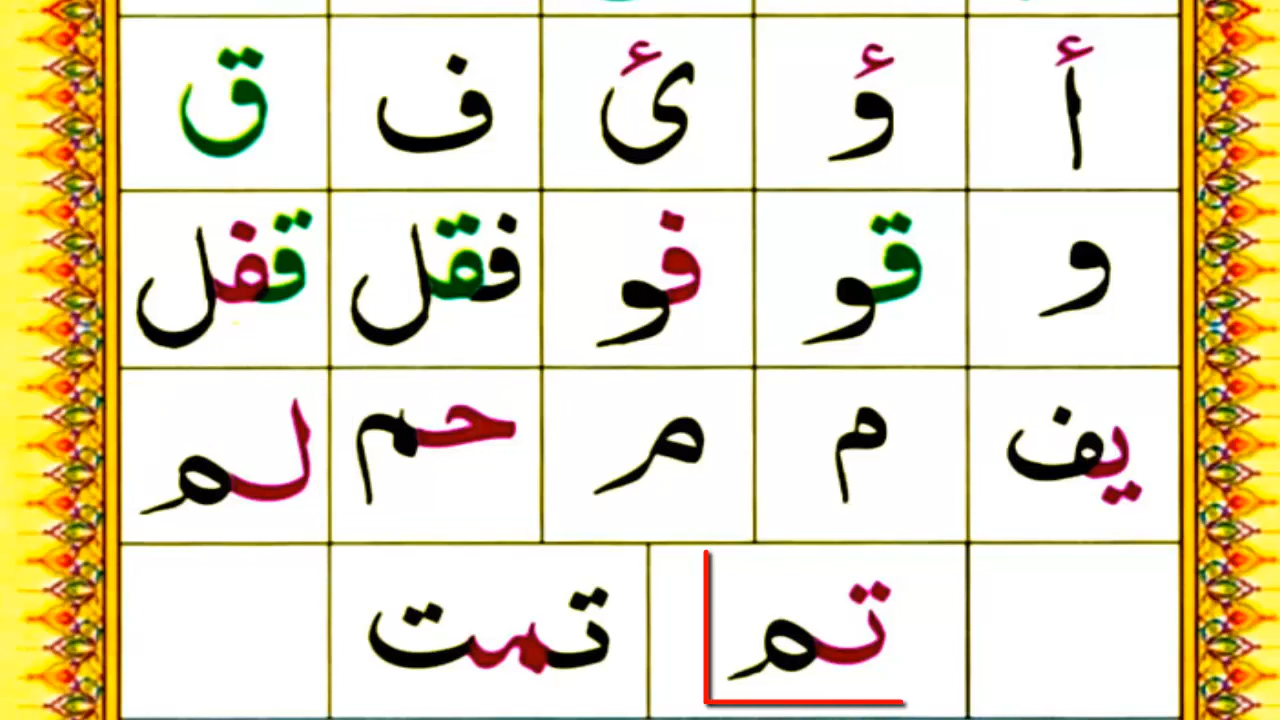 أ ؤ ئ ف ق
و قو فو فقل قفل
يف م م حم لم
تم تمت